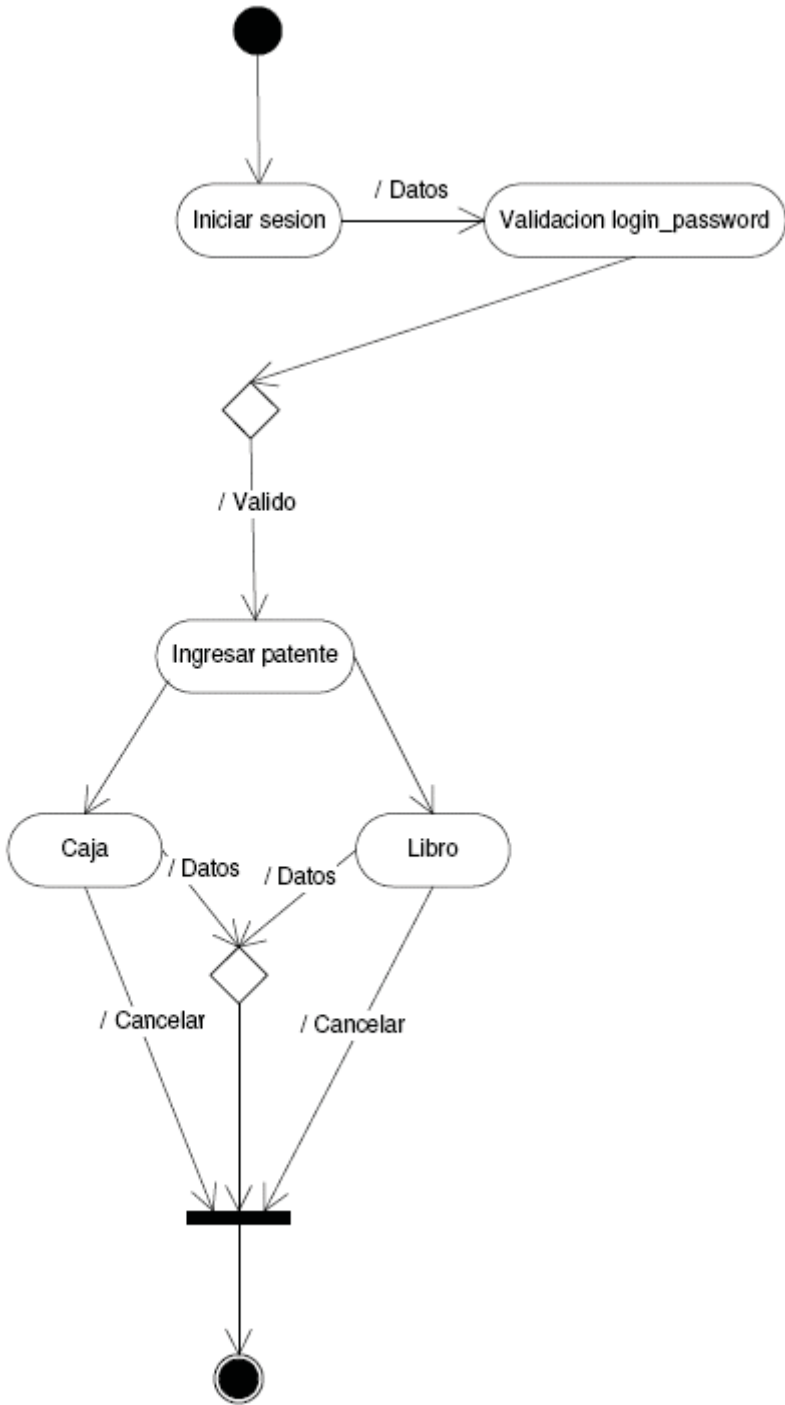 Iniciar sesion
/ Datos
Validacion login_password
/ Valido
Ingresar patente
Caja
Libro
/ Datos
/ Datos
/ Cancelar
/ Cancelar